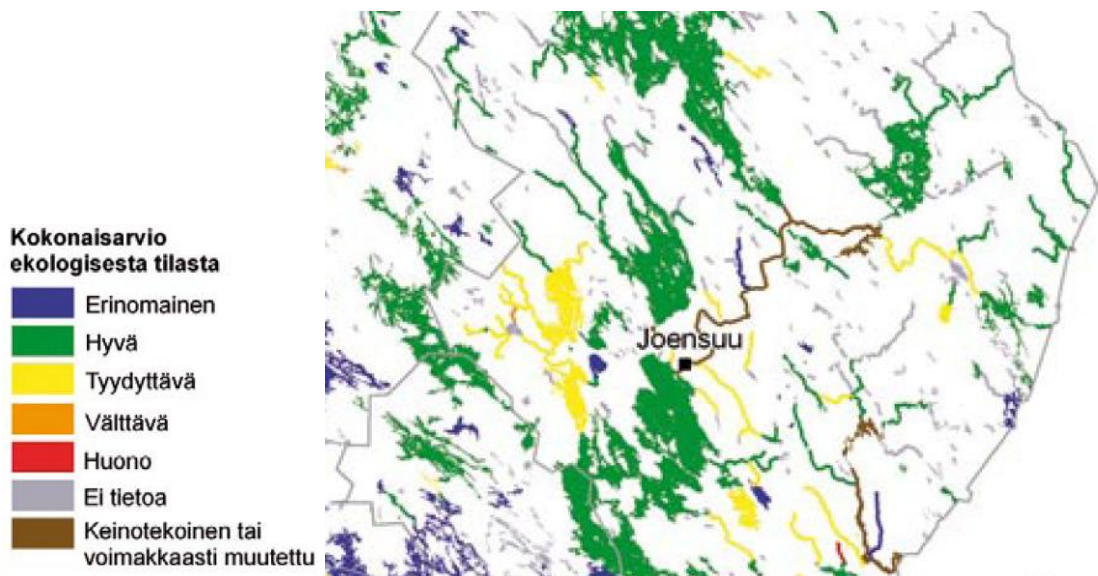 Kokonaisarvio
ekologisesta tilasta
Erinomainen
Hyvä
Tyydyttävä
Välttävä
Huono
Ei tietoa
Keinotekoinen tai
voimakkaasti muutettu
Joensuu